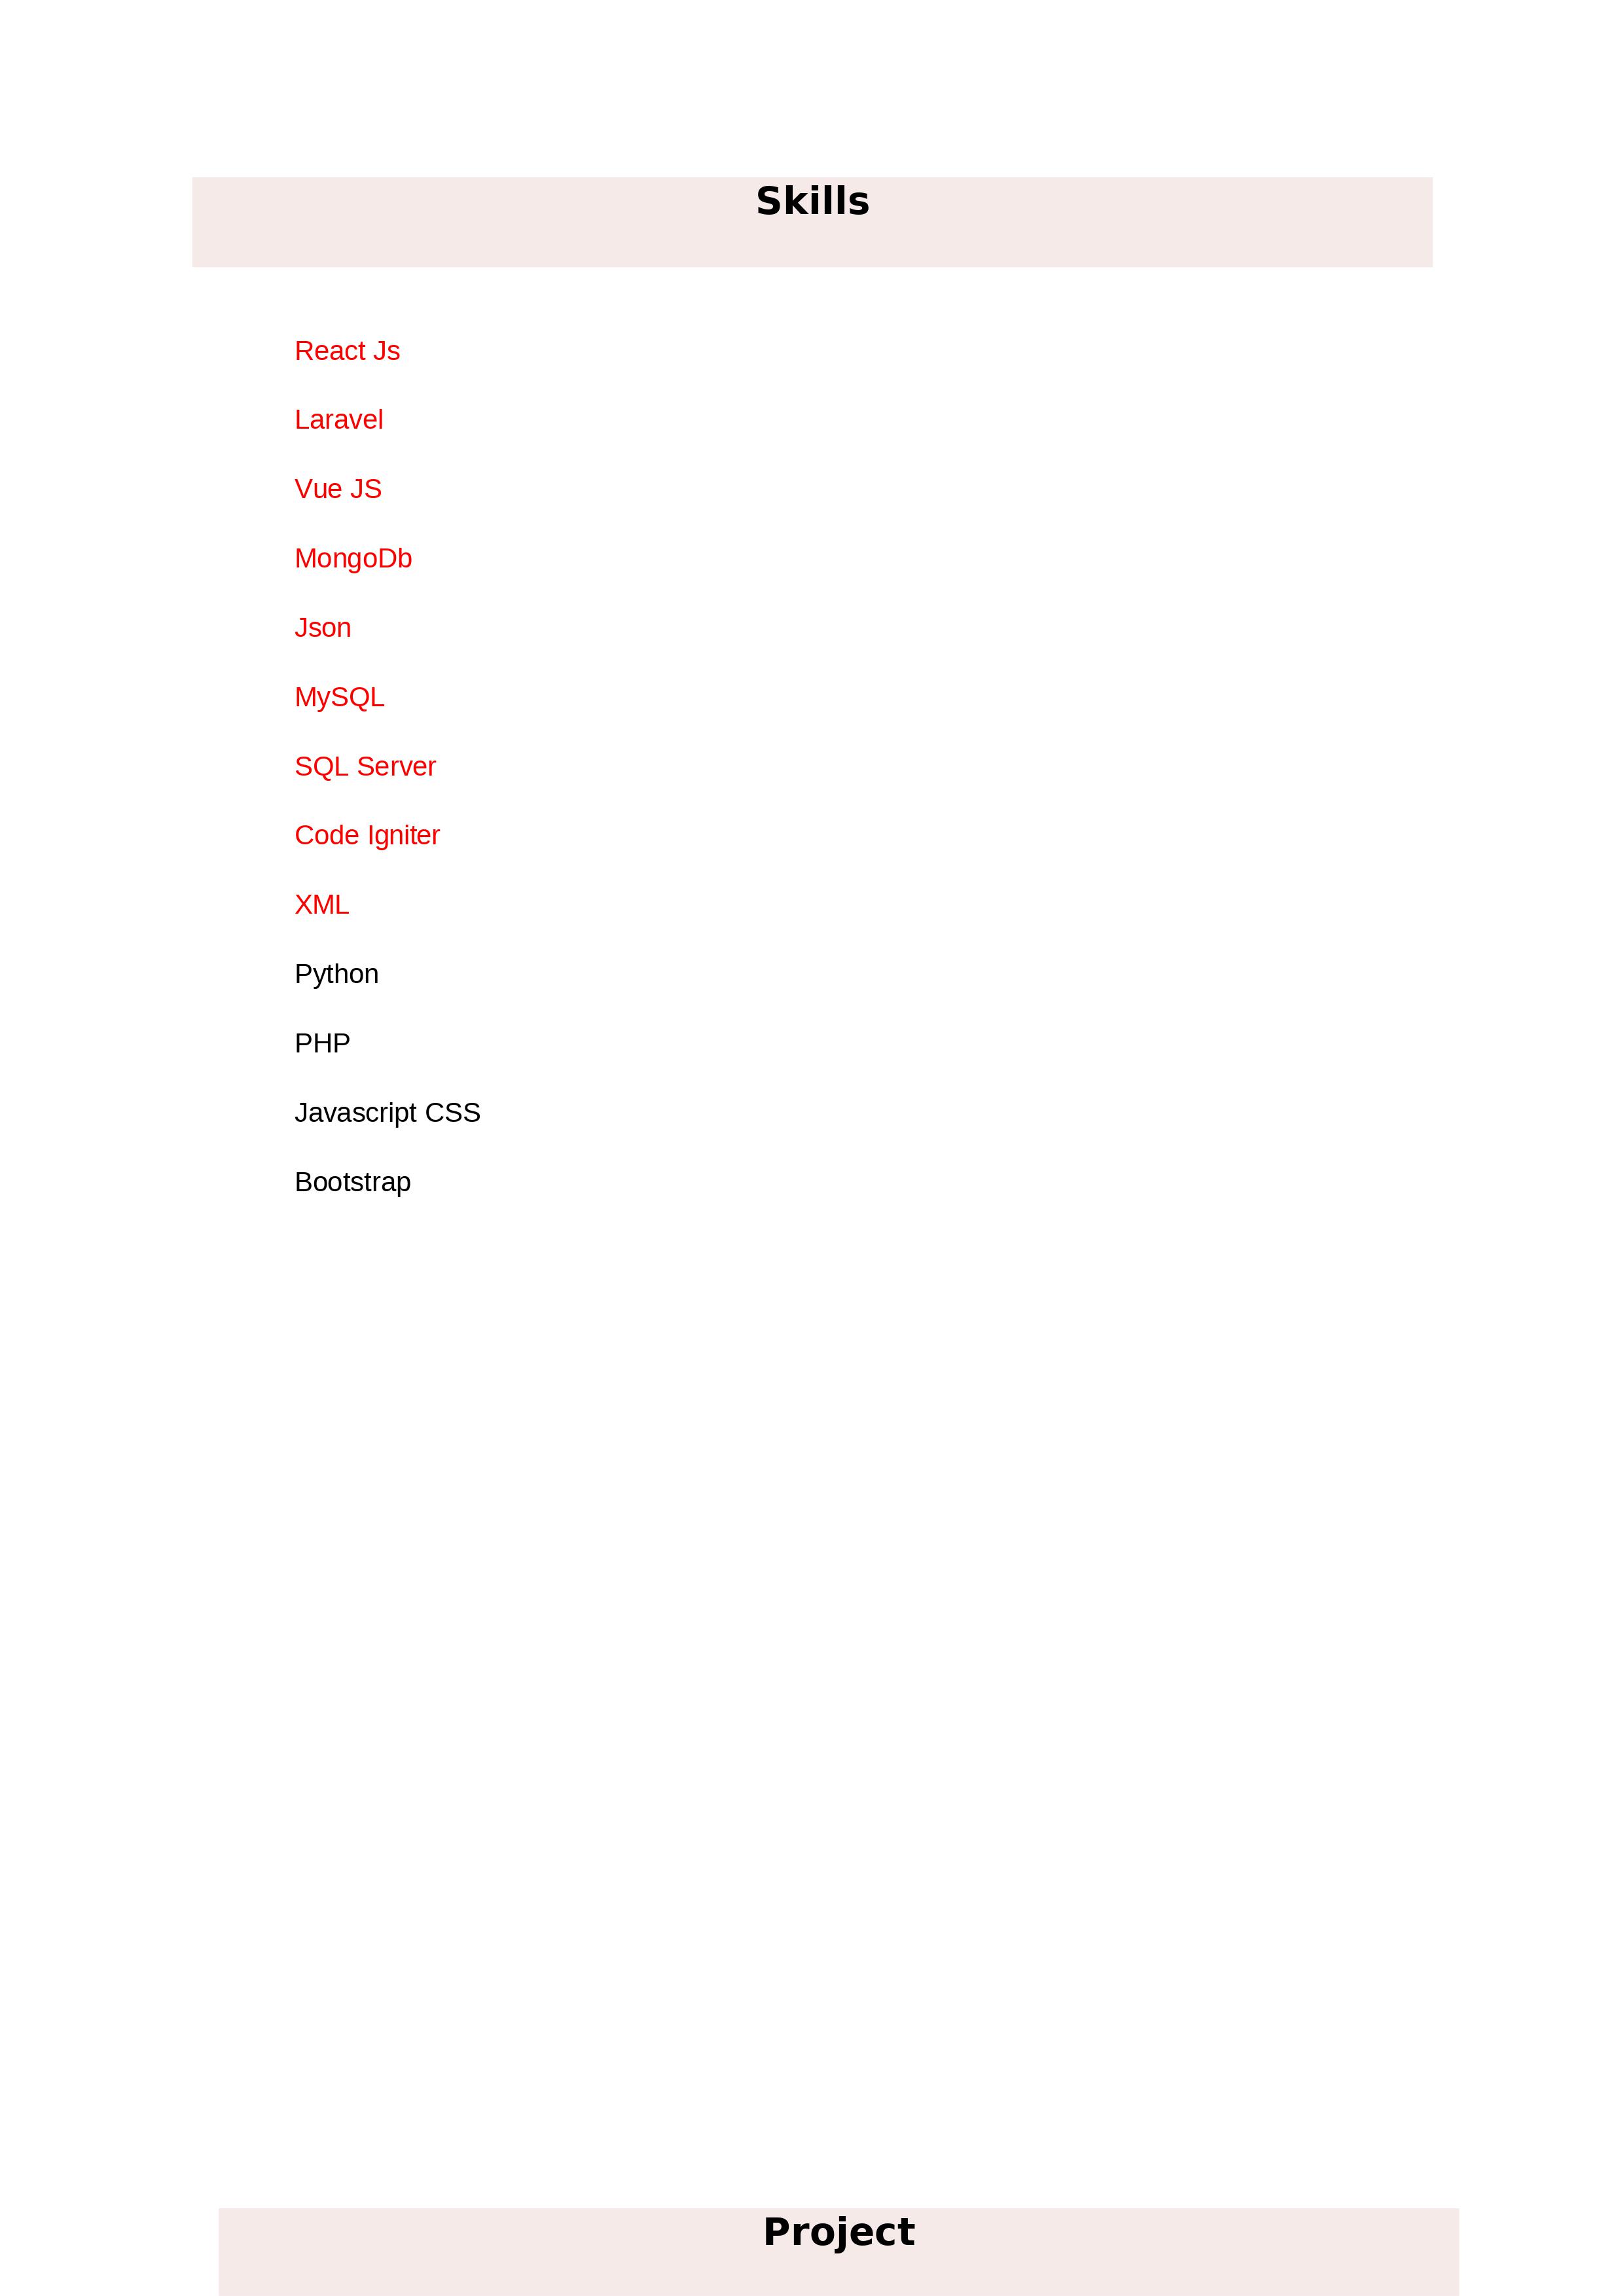 Skills
React Js
Laravel
Vue JS
MongoDb
Json
MySQL
SQL Server
Code Igniter
XML
Python
PHP
Javascript CSS
Bootstrap
Project